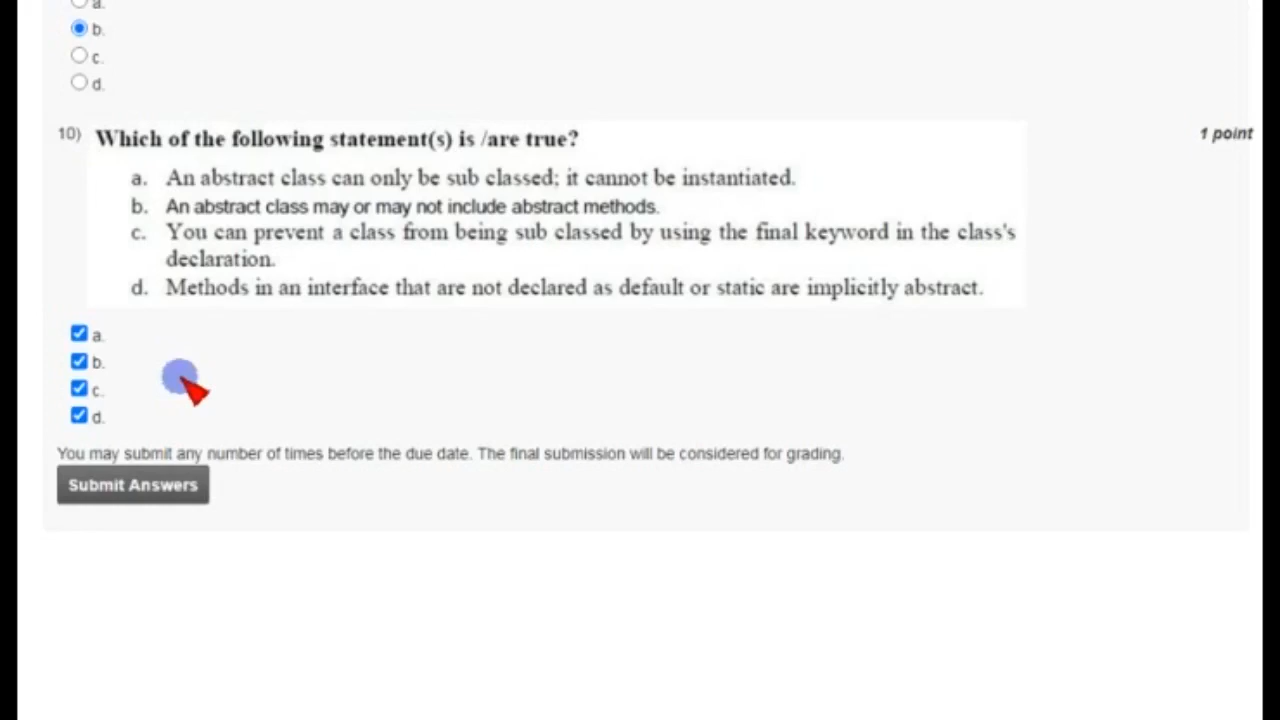 a.
b.
c.
d.
10) Which of the following statement(s) is /are true? 1 point
a. An abstract class can only be sub classed; it cannot be instantiated.
b. An abstract class may or may not include abstract methods.
c. You can prevent a class from being sub classed by using the final keyword in the class's
declaration.
d. Methods in an interface that are not declared as default or static are implicitly abstract.
a.
b.
c.
d.
You may submit any number of times before the due date. The final submission will be considered for grading.
Submit Answers